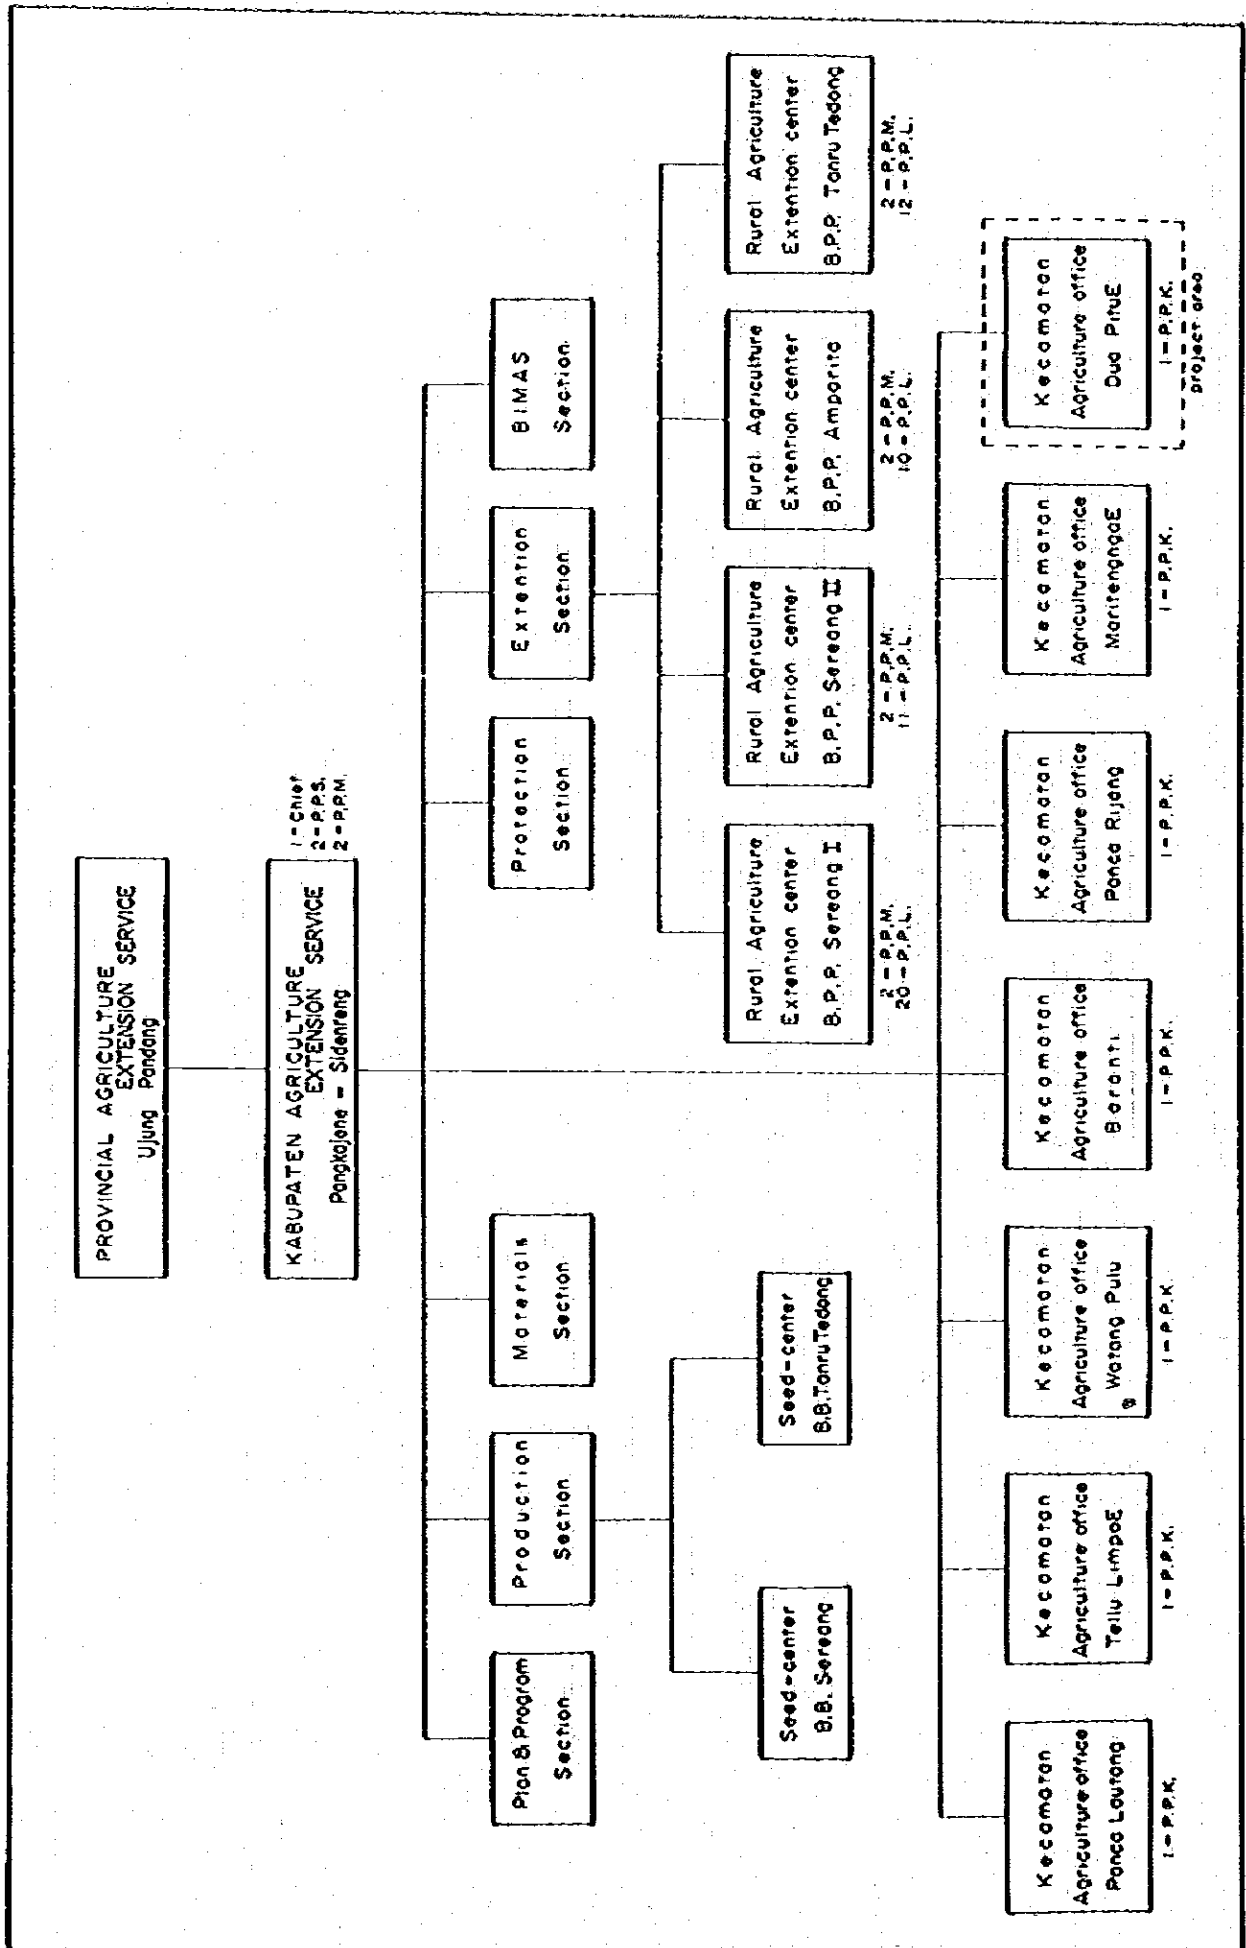 PROVINCIAL AGRICULTURE
EXTENSION SERVICE
Ujung Pandang
KABUPATEN AGRICULTURE
EXTENSION SERVICE
Pangkajene - Sidenreng
1 - Chief
2 - P.P.S.
2 - P.P.M.
Plan & Program
Section
Production
Section
Materials
Section
Protection
Section
Extention
Section
BIMAS
Section
Seed-center
B.B. Sereang
Seed-center
B.B. Tanru Tedong
Rural Agriculture
Extention center
B.P.P. Sereang I
2 - P.P.M.
20 - P.P.L.
Rural Agriculture
Extention center
B.P.P. Sereang II
2 - P.P.M.
11 - P.P.L.
Rural Agriculture
Extention center
B.P.P. Amparita
2 - P.P.M.
10 - P.P.L.
Rural Agriculture
Extention center
B.P.P. Tanru Tedong
2 - P.P.M.
12 - P.P.L.
Kecamatan
Agriculture office
Panca Lautang
1 - P.P.K.
Kecamatan
Agriculture office
Tellu LimpoE
1 - P.P.K.
Kecamatan
Agriculture office
Watang Pulu
1 - P.P.K.
Kecamatan
Agriculture office
Baranti
1 - P.P.K.
Kecamatan
Agriculture office
Panca Rijang
1 - P.P.K.
Kecamatan
Agriculture office
MaritengngaE
1 - P.P.K.
Kecamatan
Agriculture office
Dua PituE
1 - P.P.K.
project area